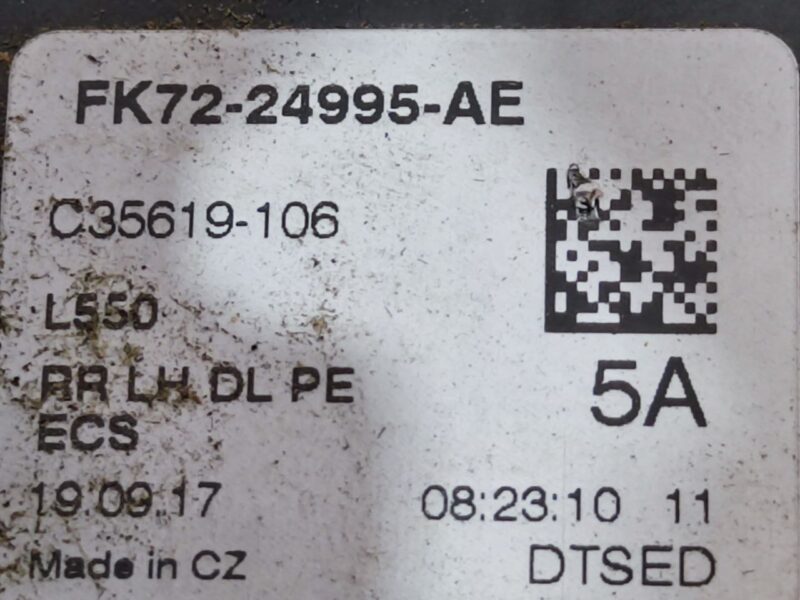 FK72-24995-AE
C35619-106
L550
5A
RR LH DL PE
ECS
19.09.17 08:23:10 11
Made in CZ DTSED